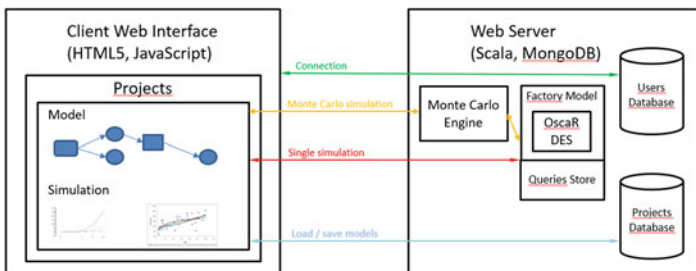 Client Web Interface
(HTML5, JavaScript)
Projects
Model
Simulation
Connection
Monte Carlo simulation
Single simulation
Load / save models
Web Server
(Scala, MongoDB)
Monte Carlo
Engine
Factory Model
OscaR
DES
Queries Store
Users
Database
Projects
Database